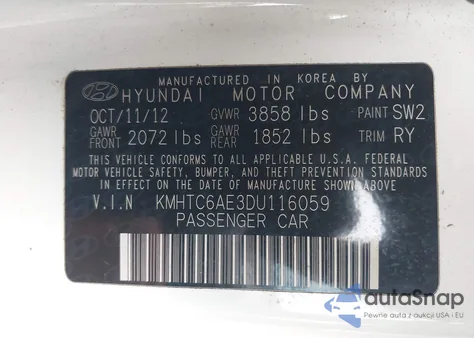 MANUFACTURED IN KOREA BY
HYUNDAI MOTOR COMPANY
OCT/11/12 GVWR 3858 lbs PAINT SW2
GAWR FRONT 2072 lbs GAWR REAR 1852 lbs TRIM RY
THIS VEHICLE CONFORMS TO ALL APPLICABLE U.S.A. FEDERAL
MOTOR VEHICLE SAFETY, BUMPER, AND THEFT PREVENTION STANDARDS
IN EFFECT ON THE DATE OF MANUFACTURE SHOWN ABOVE
V.I.N KMHTC6AE3DU116059
PASSENGER CAR
autoSnap
Pewne auta z działek USA i EU